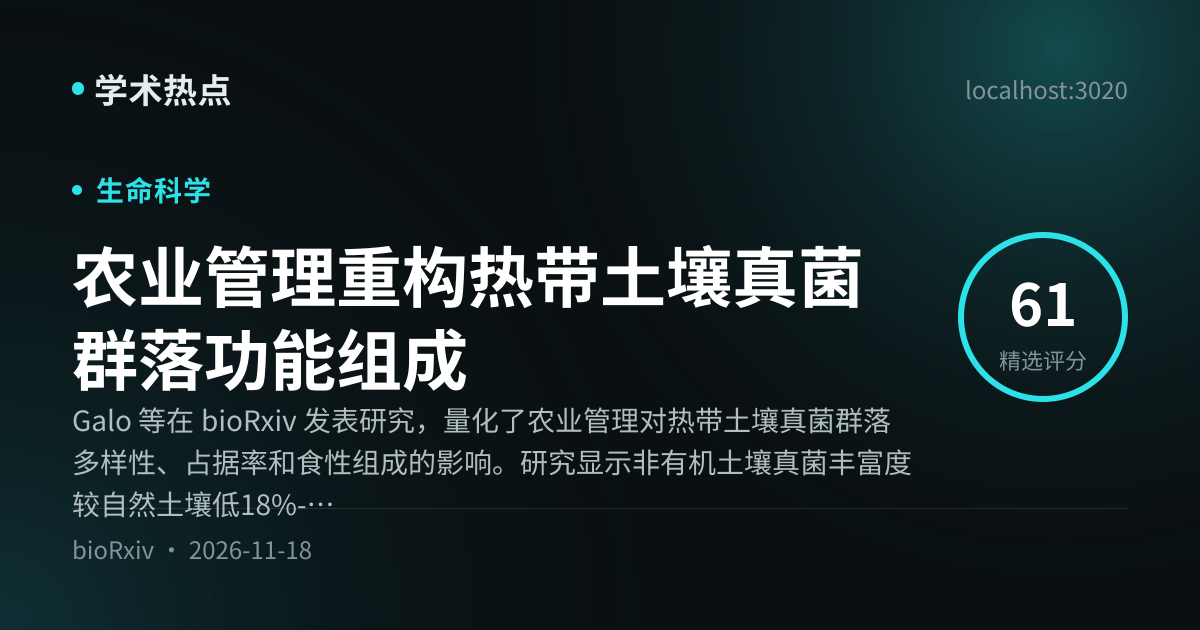 学术热点
localhost:3020
生命科学
农业管理重构热带土壤真菌
群落功能组成
61
精选评分
Galo 等在 bioRxiv 发表研究，量化了农业管理对热带土壤真菌群落
多样性、占据率和食性组成的影响。研究显示非有机土壤真菌丰富度
较自然土壤低18%-…
bioRxiv • 2026-11-18